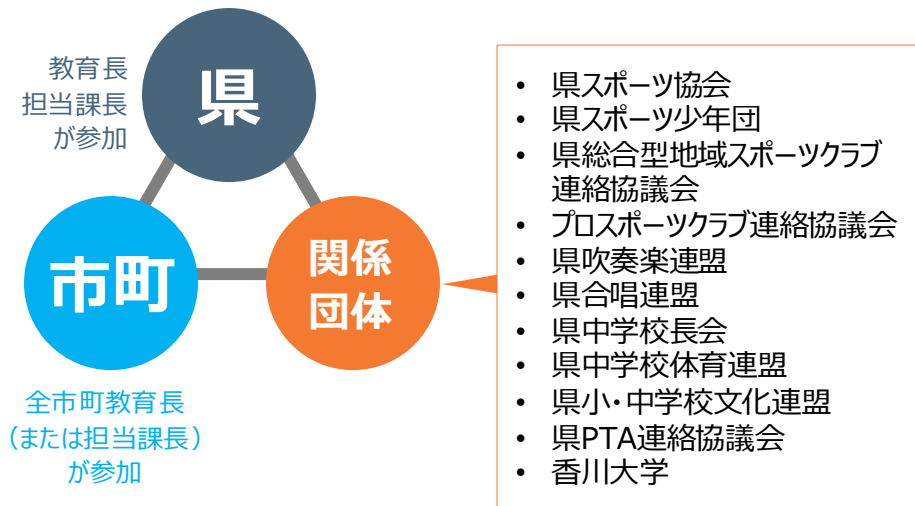 教育長
担当課長
が参加
県
市町
関係
団体
全市町教育長
(または担当課長)
が参加
• 県スポーツ協会
• 県スポーツ少年団
• 県総合型地域スポーツクラブ
連絡協議会
• プロスポーツクラブ連絡協議会
• 県吹奏楽連盟
• 県合唱連盟
• 県中学校長会
• 県中学校体育連盟
• 県小・中学校文化連盟
• 県PTA連絡協議会
• 香川大学